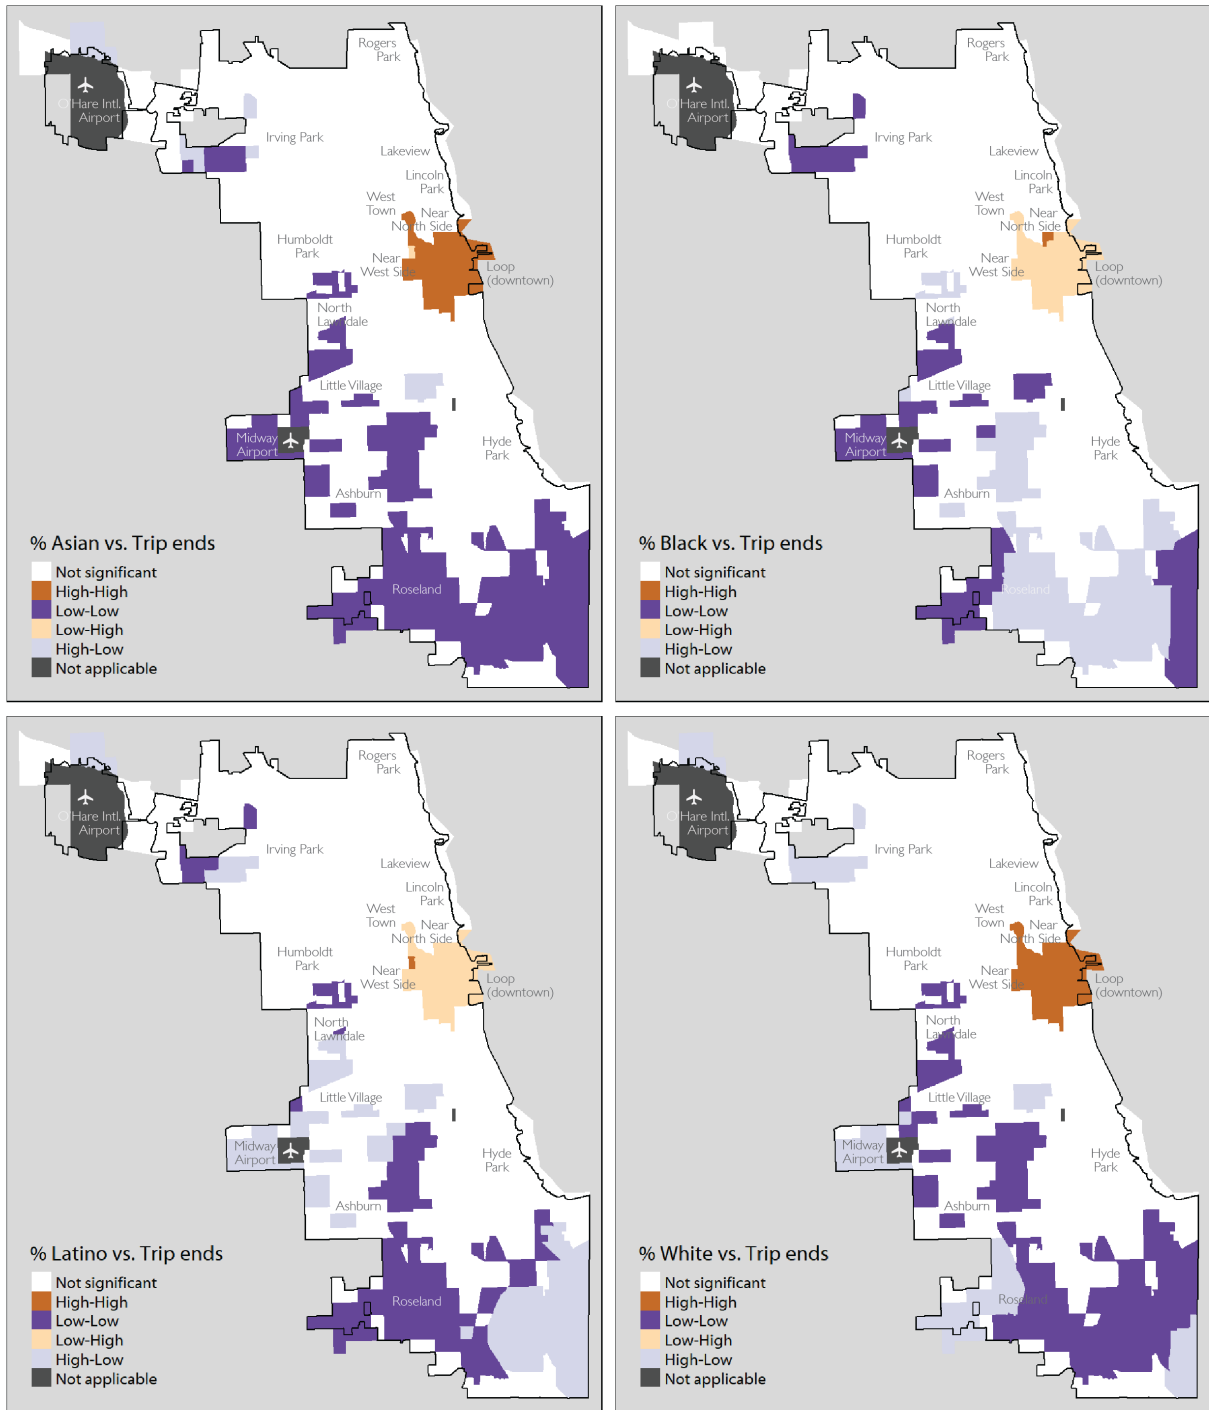 Rogers
Park
O'Hare Intl.
Airport
Irving Park
Lakeview
Lincoln
Park
West
Town
Near
North Side
Humboldt
Park
Near
West Side
Loop
(downtown)
North
Lawndale
Little Village
Midway
Airport
Hyde
Park
Ashburn
Roseland
% Asian vs. Trip ends
Not significant
High-High
Low-Low
Low-High
High-Low
Not applicable
Rogers
Park
O'Hare Intl.
Airport
Irving Park
Lakeview
Lincoln
Park
West
Town
Near
North Side
Humboldt
Park
Near
West Side
Loop
(downtown)
North
Lawndale
Little Village
Midway
Airport
Hyde
Park
Ashburn
Roseland
% Black vs. Trip ends
Not significant
High-High
Low-Low
Low-High
High-Low
Not applicable
Rogers
Park
O'Hare Intl.
Airport
Irving Park
Lakeview
Lincoln
Park
West
Town
Near
North Side
Humboldt
Park
Near
West Side
Loop
(downtown)
North
Lawndale
Little Village
Midway
Airport
Hyde
Park
Ashburn
Roseland
% Latino vs. Trip ends
Not significant
High-High
Low-Low
Low-High
High-Low
Not applicable
Rogers
Park
O'Hare Intl.
Airport
Irving Park
Lakeview
Lincoln
Park
West
Town
Near
North Side
Humboldt
Park
Near
West Side
Loop
(downtown)
North
Lawndale
Little Village
Midway
Airport
Hyde
Park
Ashburn
Roseland
% White vs. Trip ends
Not significant
High-High
Low-Low
Low-High
High-Low
Not applicable